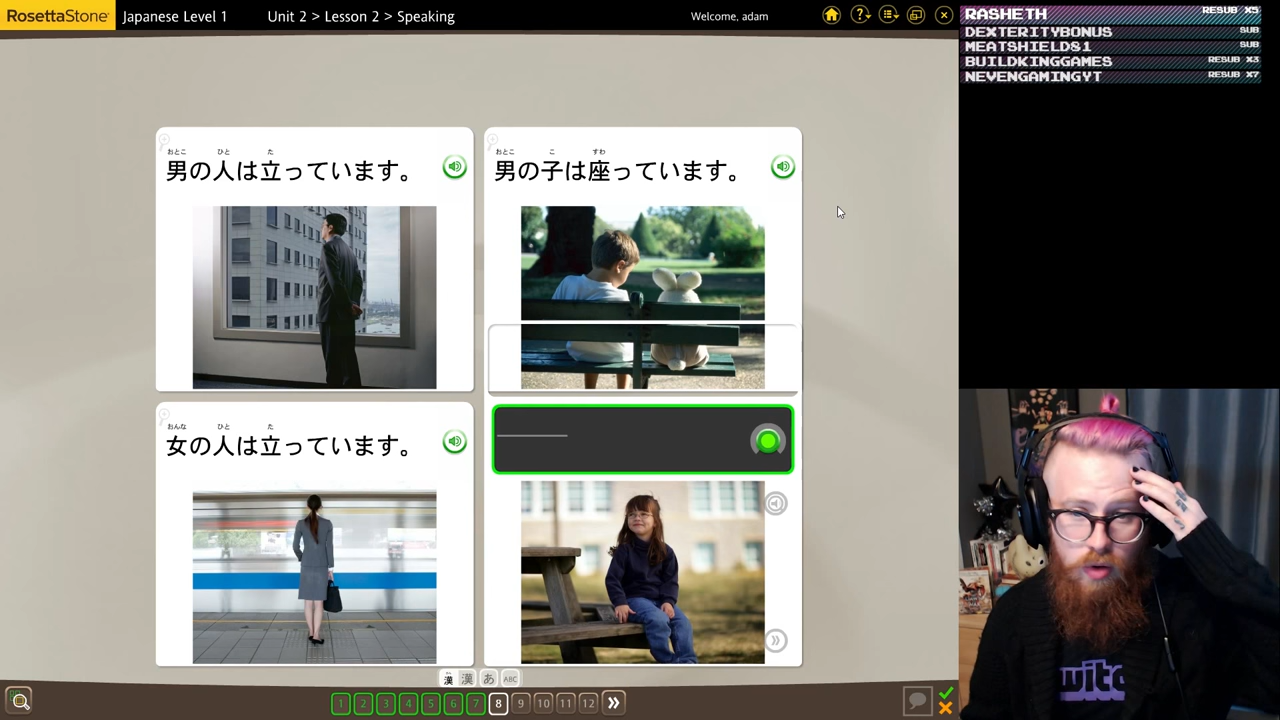 RosettaStone
Japanese Level 1
Unit 2 > Lesson 2 > Speaking
Welcome, adam
RASHETH RESUB X5
DEXTERITYBONUS SUB
MEATSHIELD81 SUB
BUILDKINGGAMES RESUB X3
NEVENGAMINGYT RESUB X7
おとこ ひと た
男の人は立っています。
おとこ こ すわ
男の子は座っています。
おんな ひと た
女の人は立っています。
漢 漢 あ ABC
1 2 3 4 5 6 7 8 9 10 11 12